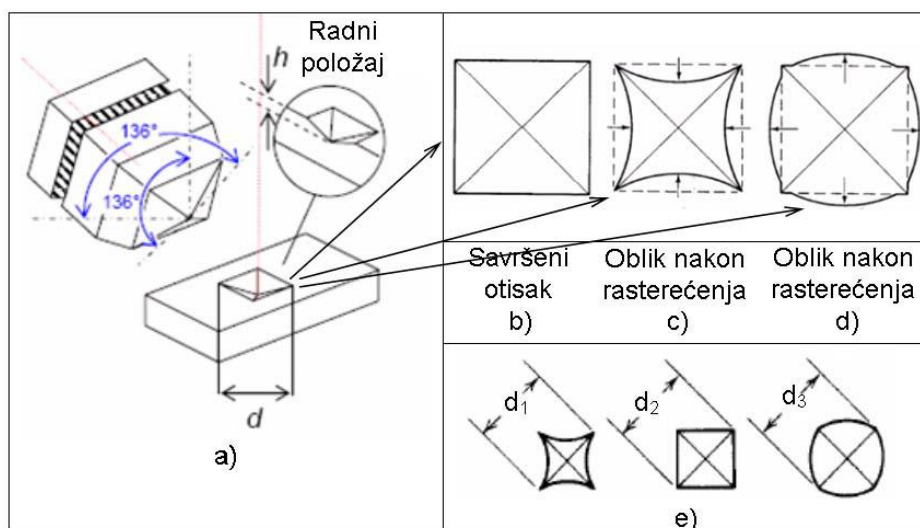 Radni
položaj
h
136°
136°
d
a)
Savršeni
otisak
b)
Oblik nakon
rasterećenja
c)
Oblik nakon
rasterećenja
d)
d1
d2
d3
e)